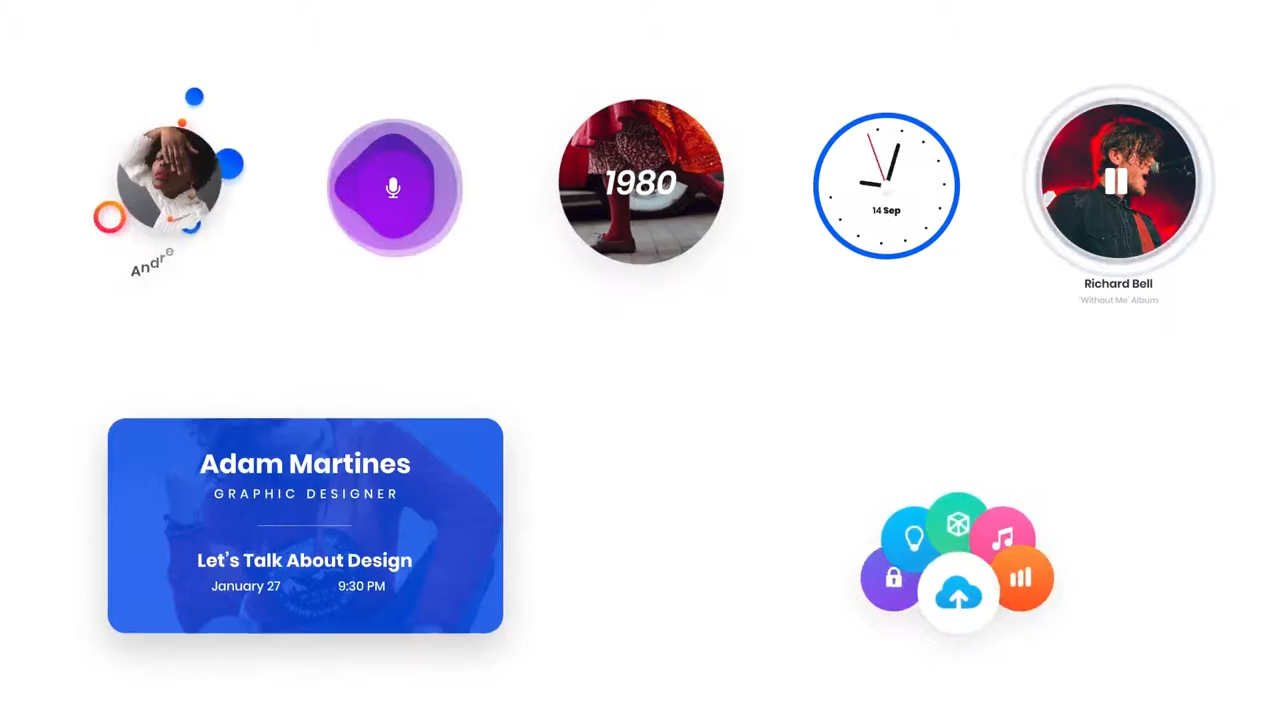 Andre
1980
14 Sep
Richard Bell
'Without Me' Album
Adam Martines
GRAPHIC DESIGNER
Let's Talk About Design
January 27 9:30 PM